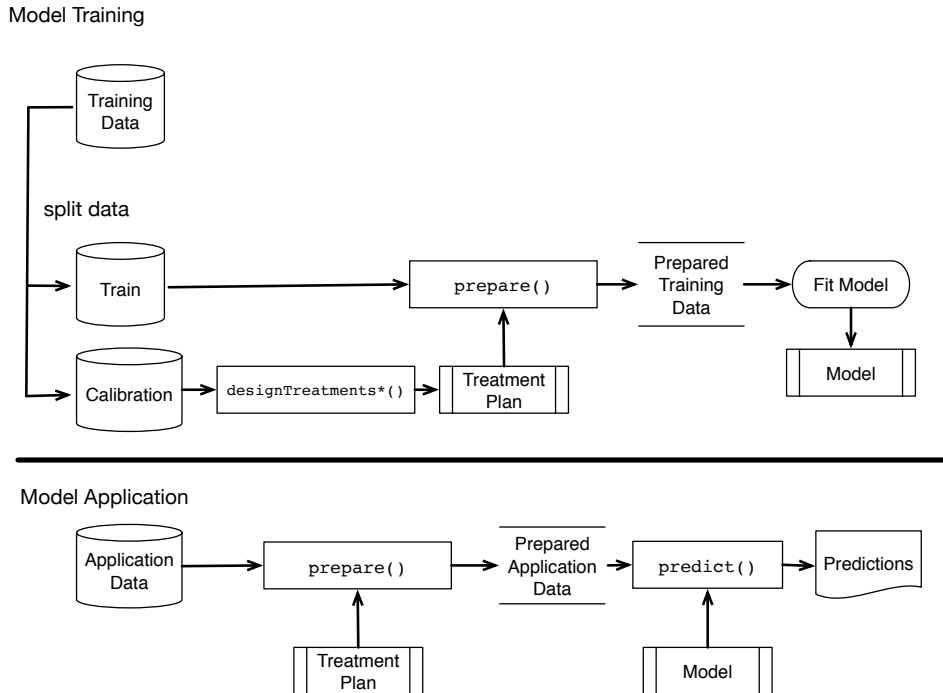 Model Training
Training
Data
split data
Train
prepare()
Prepared
Training
Data
Fit Model
Calibration
designTreatments*()
Treatment
Plan
Model
Model Application
Application
Data
prepare()
Prepared
Application
Data
predict()
Predictions
Treatment
Plan
Model